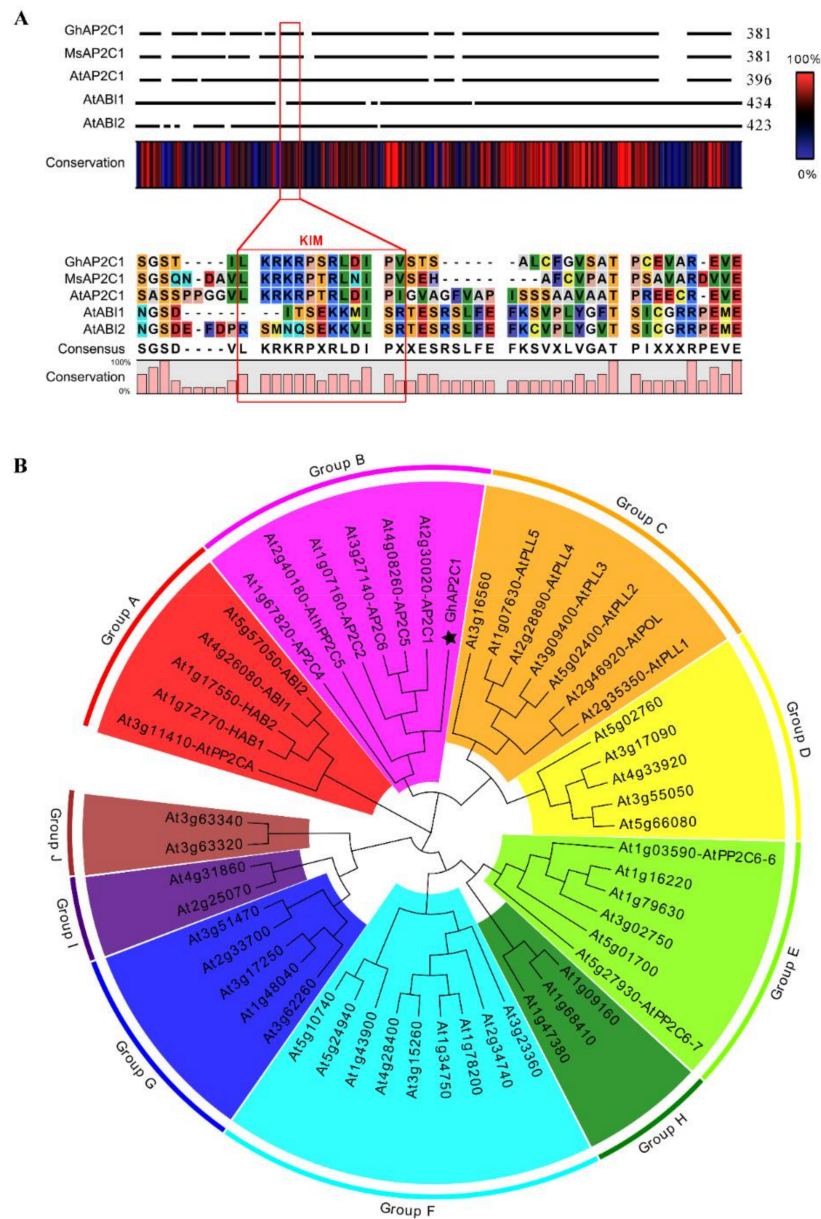 A
GhAP2C1 381
MsAP2C1 381
AtAP2C1 396
AtABI1 434
AtABI2 423
Conservation
100%
0%
KIM
GhAP2C1 SGST-----IL KRKRPSRLDI PVSTS----- --ALCFGVSAT PCEVAR-EVE
MsAP2C1 SGSQN-DAVL KRKRPTRLNI PVSEH----- ---AFCVPAT PSAVARDVVE
AtAP2C1 SASSPPGGVL KRKRPTRLDI PIGVAGFVAP ISSSAAVAAT PREECR-EVE
AtABI1 NGSD------ --ITSEKKMI SRTESRSLFE FKSVPLYGFT SICGRRPEME
AtABI2 NGSDE-FDPR SMNQSEKKVL SRTESRSLFE FKCVPLYGVT SICGRRPEME
Consensus SGSD----VL KRKRPXRLDI PXXESRSLFE FKSVXLVGAT PIXXXRPEVE
Conservation
100%
0%
B
Group A
At3g11410-AtPP2CA
At1g72770-HAB1
At1g17550-HAB2
At4g26080-ABI1
At5g57050-ABI2
Group B
At1g67820-AP2C4
At2g40180-AthPP2C5
At1g07160-AP2C2
At3g27140-AP2C6
At4g08260-AP2C5
At2g30020-AP2C1
GhAP2C1
Group C
At3g16560
At1g07630-AtPLL5
At2g28890-AtPLL4
At3g09400-AtPLL3
At5g02400-AtPLL2
At2g46920-AtPOL
At2g35350-AtPLL1
Group D
At5g02760
At3g17090
At4g33920
At3g55050
At5g66080
Group E
At1g03590-AtPP2C6-6
At1g16220
At1g79630
At3g02750
At5g01700
At5g27930-AtPP2C6-7
Group H
At1g09160
At1g68410
At1g47380
Group F
At3g23360
At2g34740
At1g78200
At1g34750
At3g15260
At4g28400
At1g43900
At5g24940
At5g10740
Group G
At3g62260
At1g48040
At3g17250
At2g33700
At3g51470
Group I
At2g25070
At4g31860
Group J
At3g63320
At3g63340